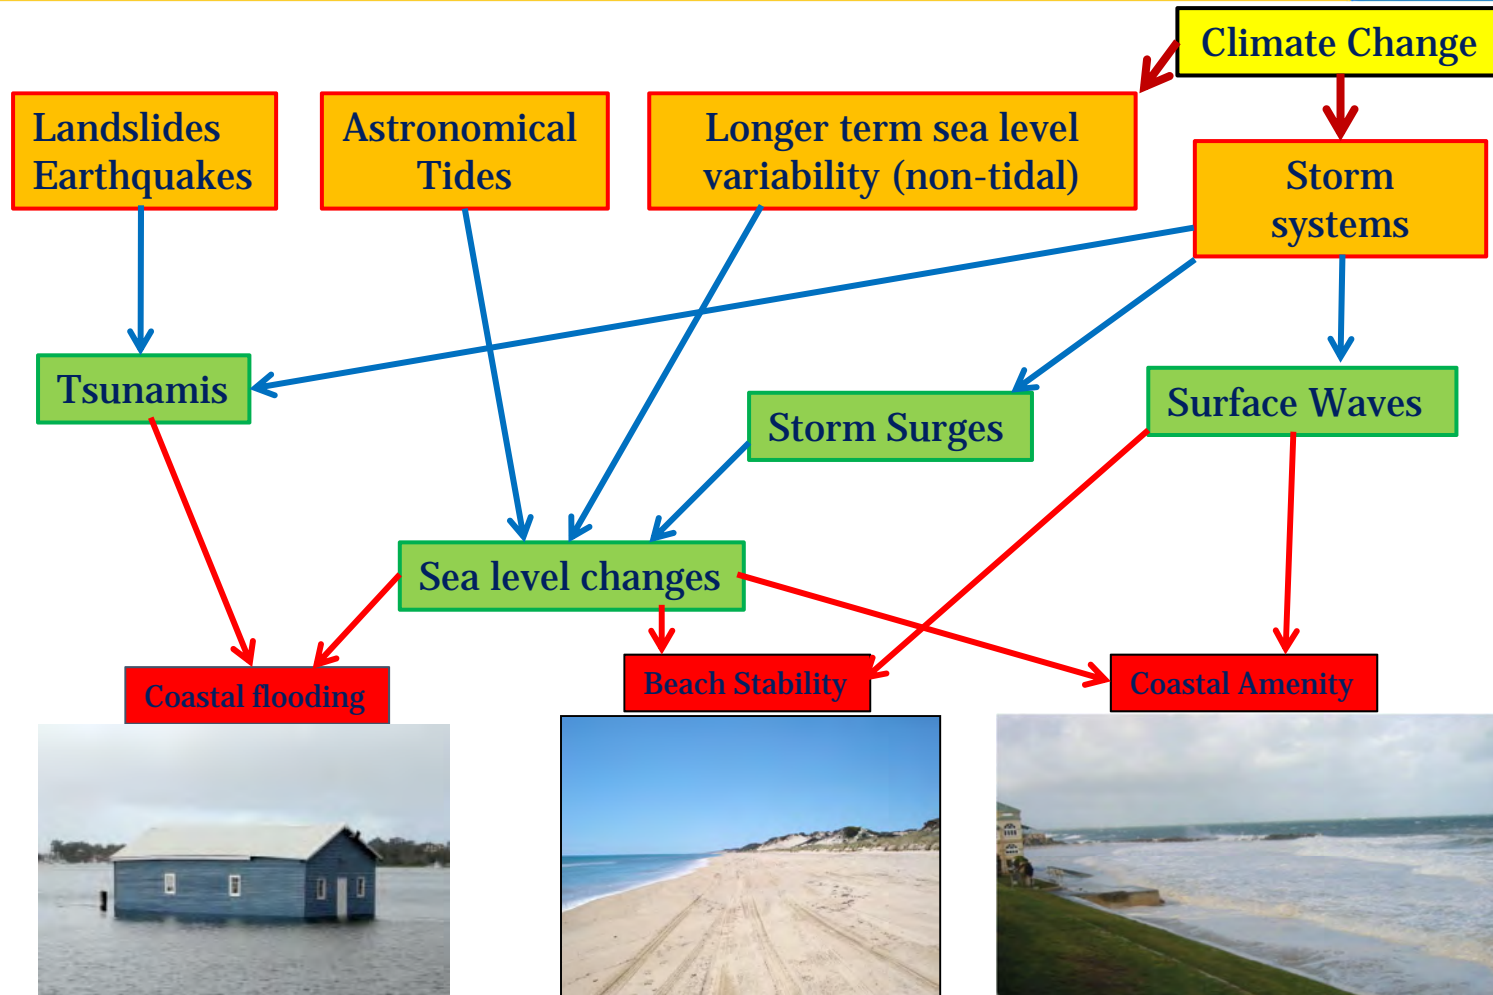 Climate Change
Landslides
Earthquakes
Astronomical
Tides
Longer term sea level
variability (non-tidal)
Storm
systems
Tsunamis
Storm Surges
Surface Waves
Sea level changes
Coastal flooding
Beach Stability
Coastal Amenity